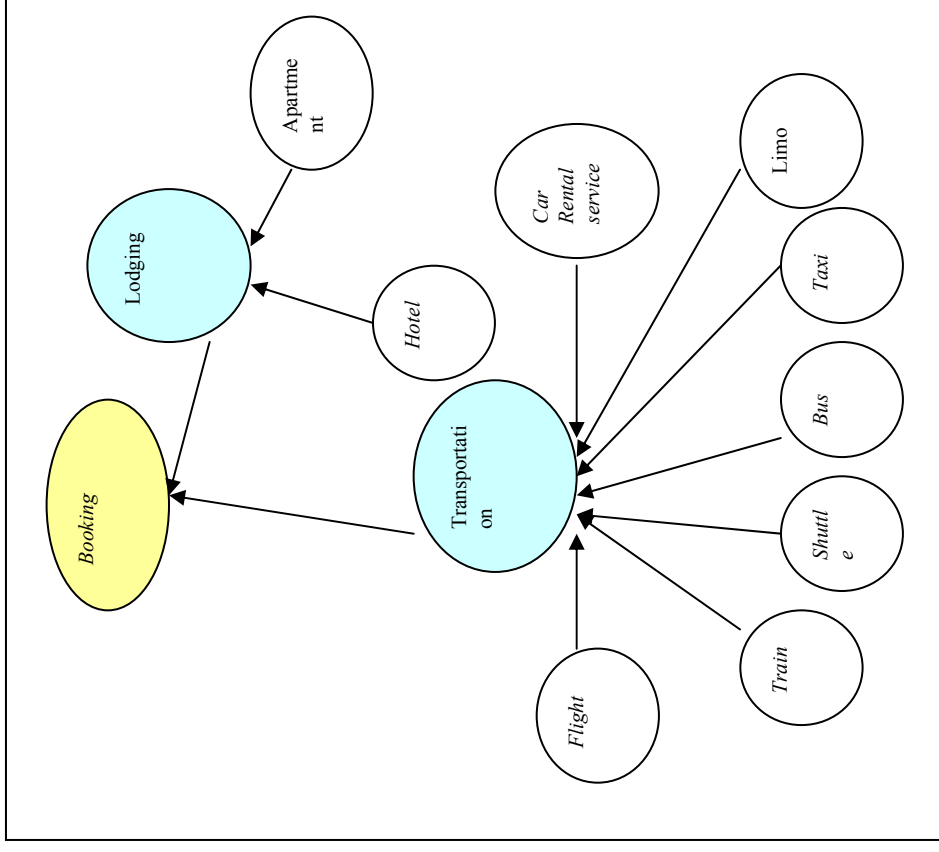 Booking
Lodging
Apartme
nt
Hotel
Transportati
on
Car
Rental
service
Flight
Train
Shuttl
e
Bus
Taxi
Limo